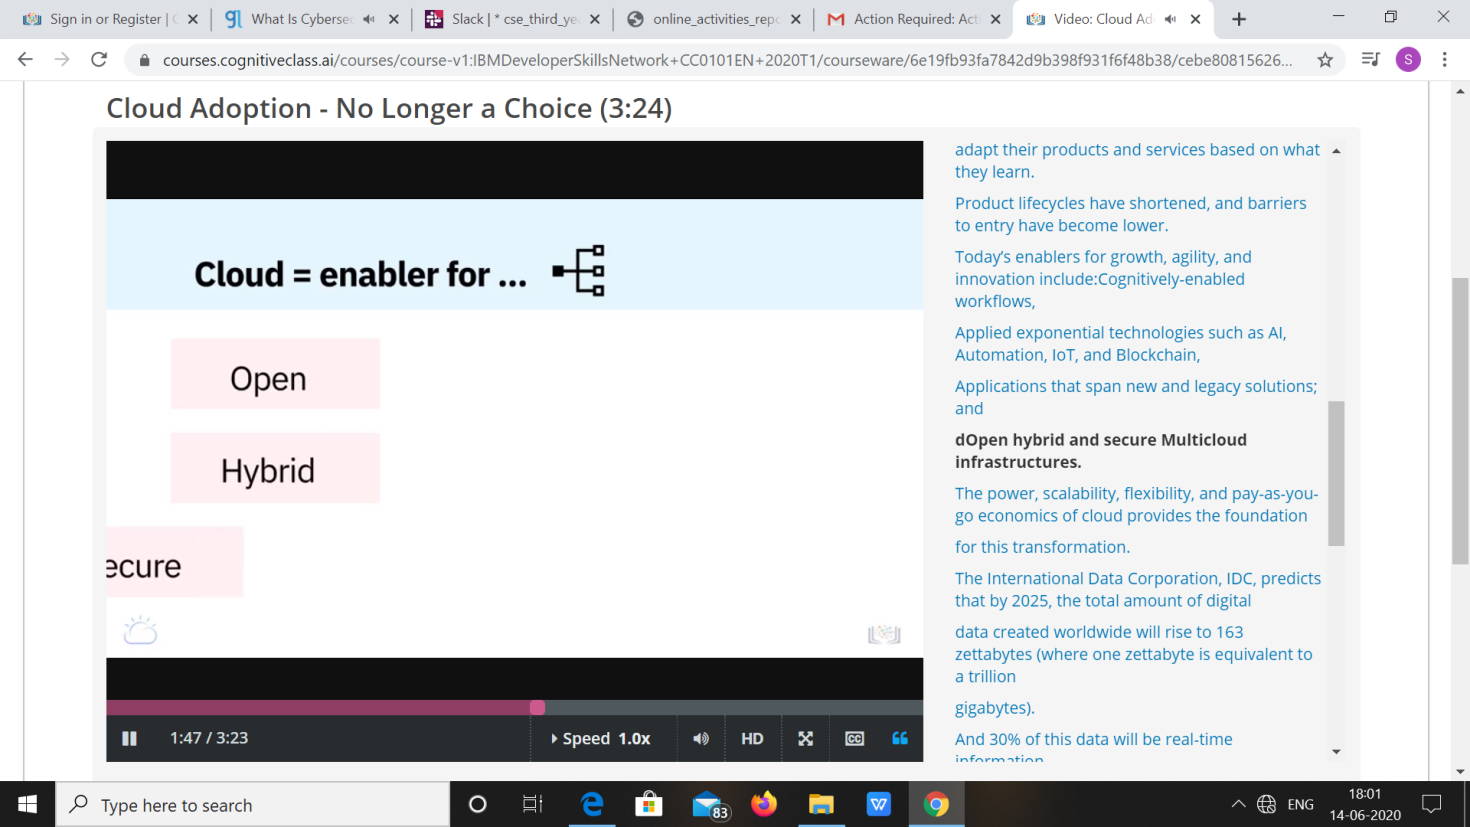 Sign in or Register |
What Is Cybersec
Slack | * cse_third_ye
online_activities_repo
Action Required: Acti
Video: Cloud Ad
courses.cognitiveclass.ai/courses/course-v1:IBMDeveloperSkillsNetwork+CC0101EN+2020T1/courseware/6e19fb93fa7842d9b398f931f6f48b38/cebe80815626...
S
Cloud Adoption - No Longer a Choice (3:24)
Cloud = enabler for ...
Open
Hybrid
ecure
1:47 / 3:23
Speed 1.0x
HD
CC
adapt their products and services based on what
they learn.
Product lifecycles have shortened, and barriers
to entry have become lower.
Today's enablers for growth, agility, and
innovation include:Cognitively-enabled
workflows,
Applied exponential technologies such as AI,
Automation, IoT, and Blockchain,
Applications that span new and legacy solutions;
and
dOpen hybrid and secure Multicloud
infrastructures.
The power, scalability, flexibility, and pay-as-you-
go economics of cloud provides the foundation
for this transformation.
The International Data Corporation, IDC, predicts
that by 2025, the total amount of digital
data created worldwide will rise to 163
zettabytes (where one zettabyte is equivalent to
a trillion
gigabytes).
And 30% of this data will be real-time
information
Type here to search
83
ENG
18:01
14-06-2020